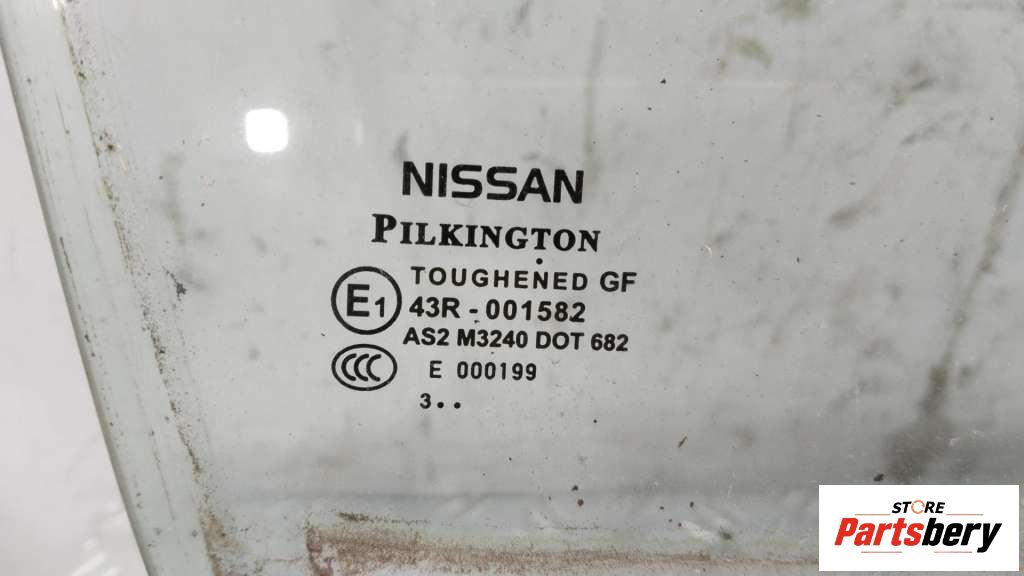 NISSAN
PILKINGTON
TOUGHENED GF
E1 43R - 001582
AS2 M3240 DOT 682
CCC E 000199
3..
STORE
Partsbery